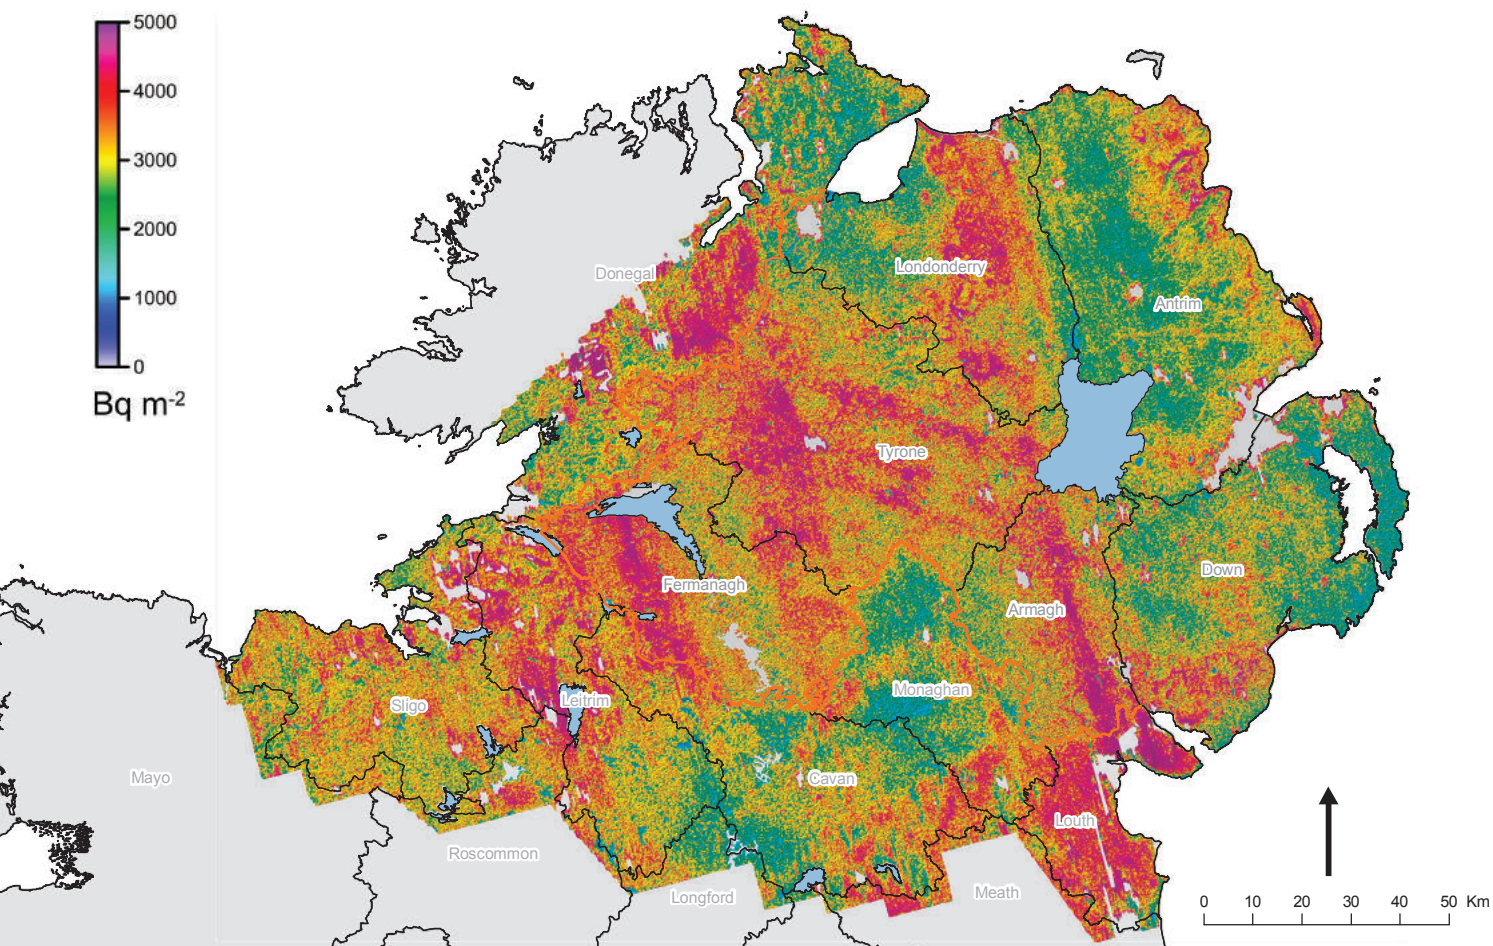 5000
4000
3000
2000
1000
0
Bq m-2
Donegal
Londonderry
Antrim
Tyrone
Fermanagh
Down
Armagh
Sligo
Leitrim
Monaghan
Mayo
Cavan
Louth
Roscommon
Longford
Meath
0 10 20 30 40 50 Km